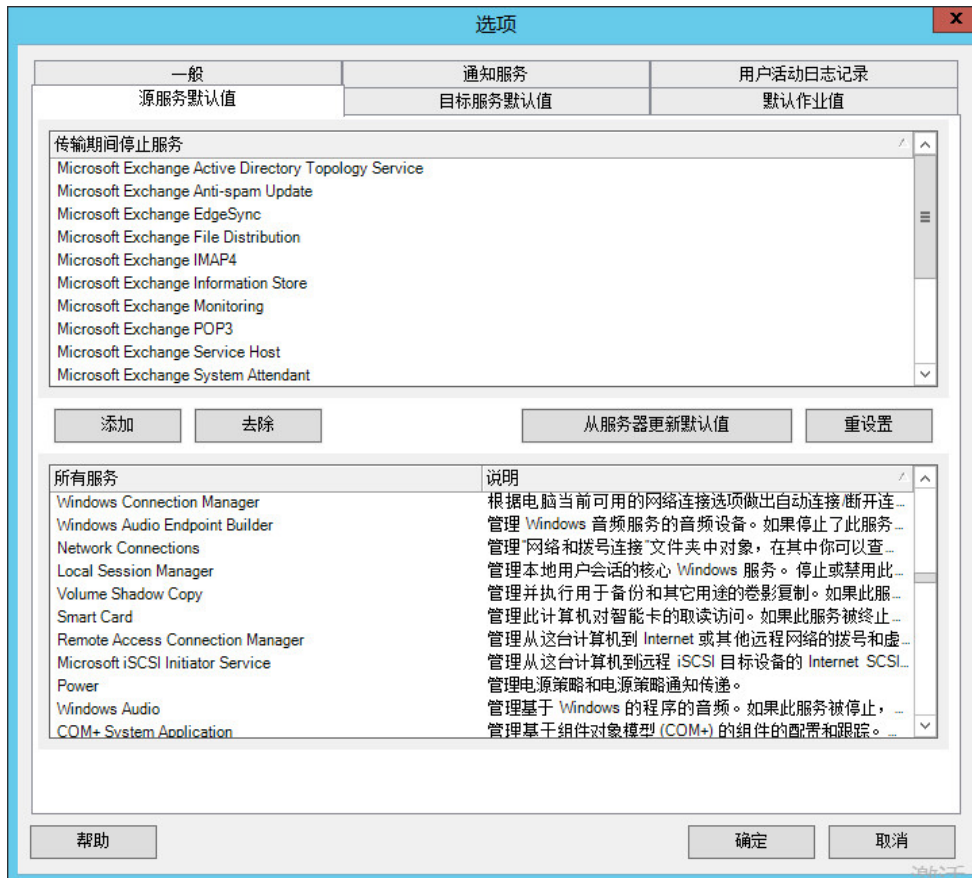 选项
x
一般 通知服务 用户活动日志记录
源服务默认值 目标服务默认值 默认作业值
传输期间停止服务
Microsoft Exchange Active Directory Topology Service
Microsoft Exchange Anti-spam Update
Microsoft Exchange EdgeSync
Microsoft Exchange File Distribution
Microsoft Exchange IMAP4
Microsoft Exchange Information Store
Microsoft Exchange Monitoring
Microsoft Exchange POP3
Microsoft Exchange Service Host
Microsoft Exchange System Attendant
添加 去除 从服务器更新默认值 重设置
所有服务 说明
Windows Connection Manager 根据电脑当前可用的网络连接选项做出自动连接/断开连...
Windows Audio Endpoint Builder 管理 Windows 音频服务的音频设备。如果停止了此服务...
Network Connections 管理"网络和拨号连接"文件夹中对象，在其中你可以查...
Local Session Manager 管理本地用户会话的核心 Windows 服务。停止或禁用此...
Volume Shadow Copy 管理并执行用于备份和其它用途的卷影复制。如果此服...
Smart Card 管理此计算机对智能卡的取读访问。如果此服务被终止...
Remote Access Connection Manager 管理从这台计算机到 Internet 或其他远程网络的拨号和虚...
Microsoft iSCSI Initiator Service 管理从这台计算机到远程 iSCSI 目标设备的 Internet SCSI...
Power 管理电源策略和电源策略通知传递。
Windows Audio 管理基于 Windows 的程序的音频。如果此服务被停止， ...
COM+ System Application 管理基于组件对象模型 (COM+) 的组件的配置和跟踪。...
帮助 确定 取消